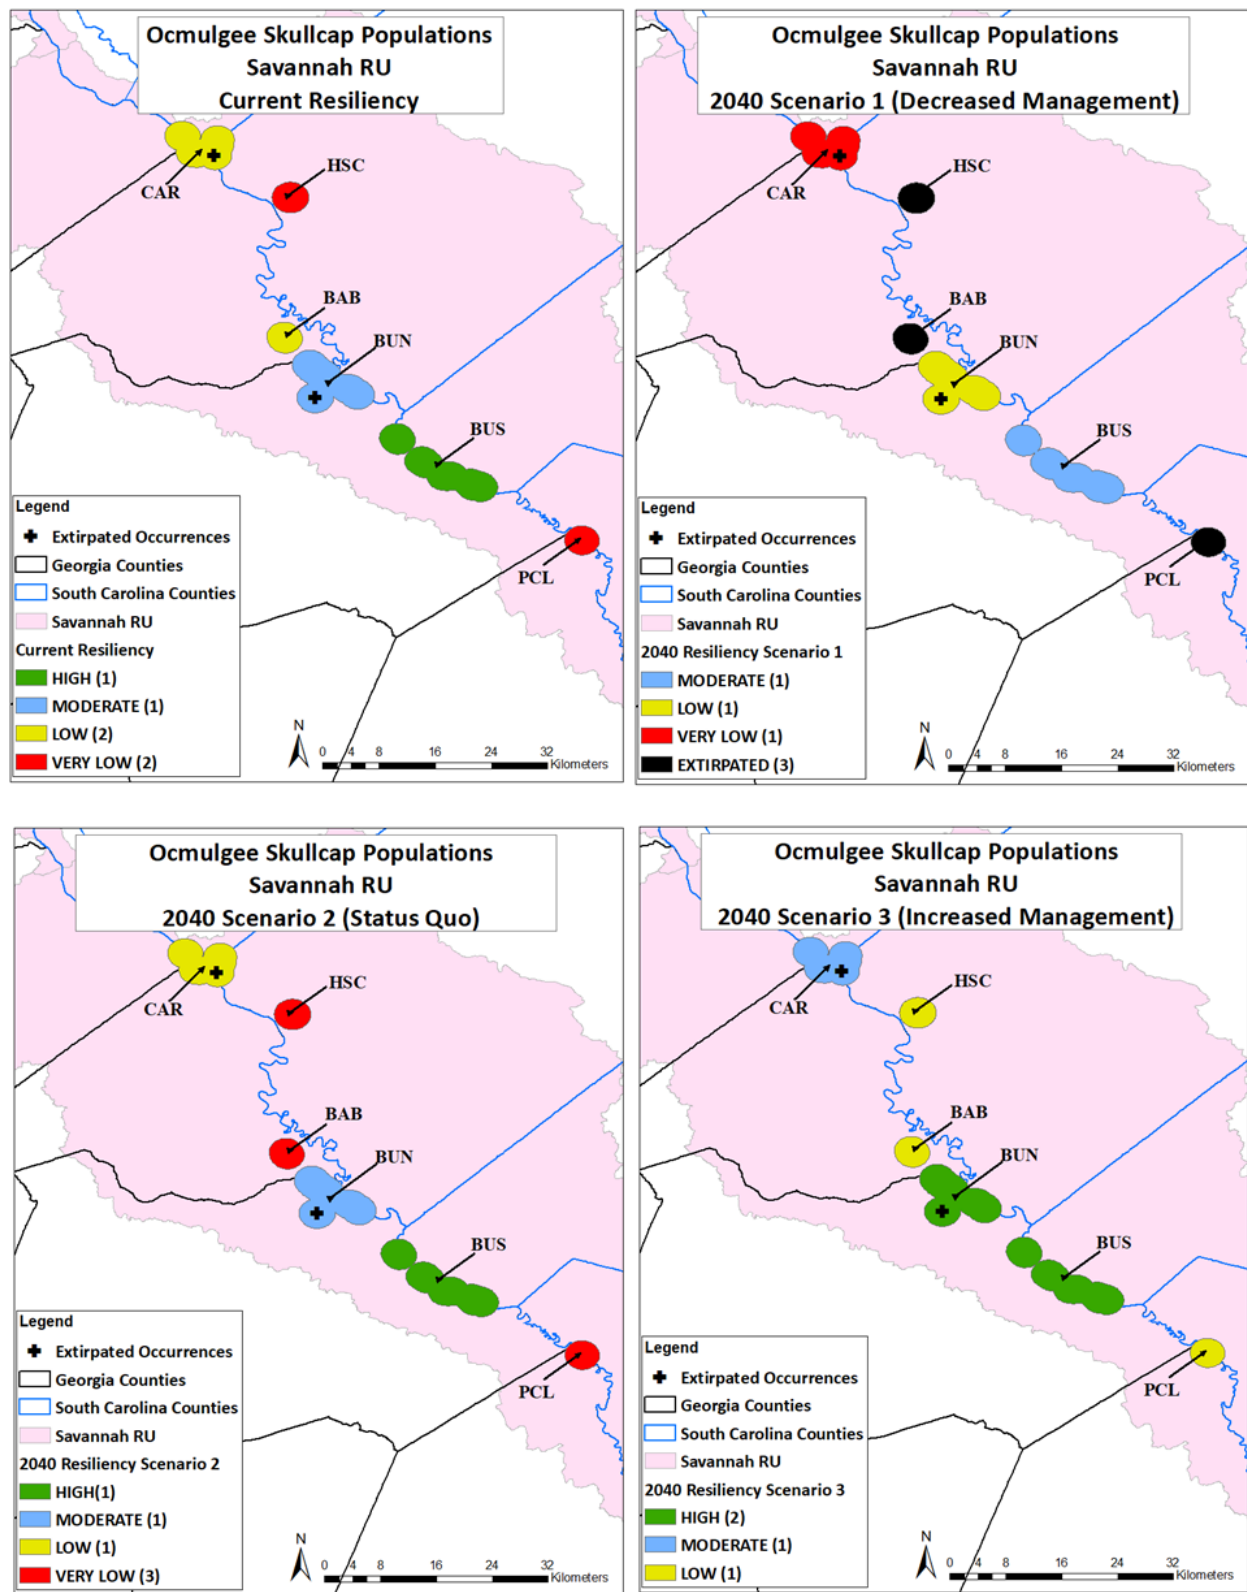 Ocmulgee Skullcap Populations
Savannah RU
Current Resiliency
CAR
HSC
BAB
BUN
BUS
PCL
Legend
Extirpated Occurrences
Georgia Counties
South Carolina Counties
Savannah RU
Current Resiliency
HIGH (1)
MODERATE (1)
LOW (2)
VERY LOW (2)
N
0 4 8 16 24 32
Kilometers
Ocmulgee Skullcap Populations
Savannah RU
2040 Scenario 1 (Decreased Management)
CAR
HSC
BAB
BUN
BUS
PCL
Legend
Extirpated Occurrences
Georgia Counties
South Carolina Counties
Savannah RU
2040 Resiliency Scenario 1
MODERATE (1)
LOW (1)
VERY LOW (1)
EXTIRPATED (3)
N
0 4 8 16 24 32
Kilometers
Ocmulgee Skullcap Populations
Savannah RU
2040 Scenario 2 (Status Quo)
CAR
HSC
BAB
BUN
BUS
PCL
Legend
Extirpated Occurrences
Georgia Counties
South Carolina Counties
Savannah RU
2040 Resiliency Scenario 2
HIGH(1)
MODERATE (1)
LOW (1)
VERY LOW (3)
N
0 4 8 16 24 32
Kilometers
Ocmulgee Skullcap Populations
Savannah RU
2040 Scenario 3 (Increased Management)
CAR
HSC
BAB
BUN
BUS
PCL
Legend
Extirpated Occurrences
Georgia Counties
South Carolina Counties
Savannah RU
2040 Resiliency Scenario 3
HIGH (2)
MODERATE (1)
LOW (1)
N
0 4 8 16 24 32
Kilometers